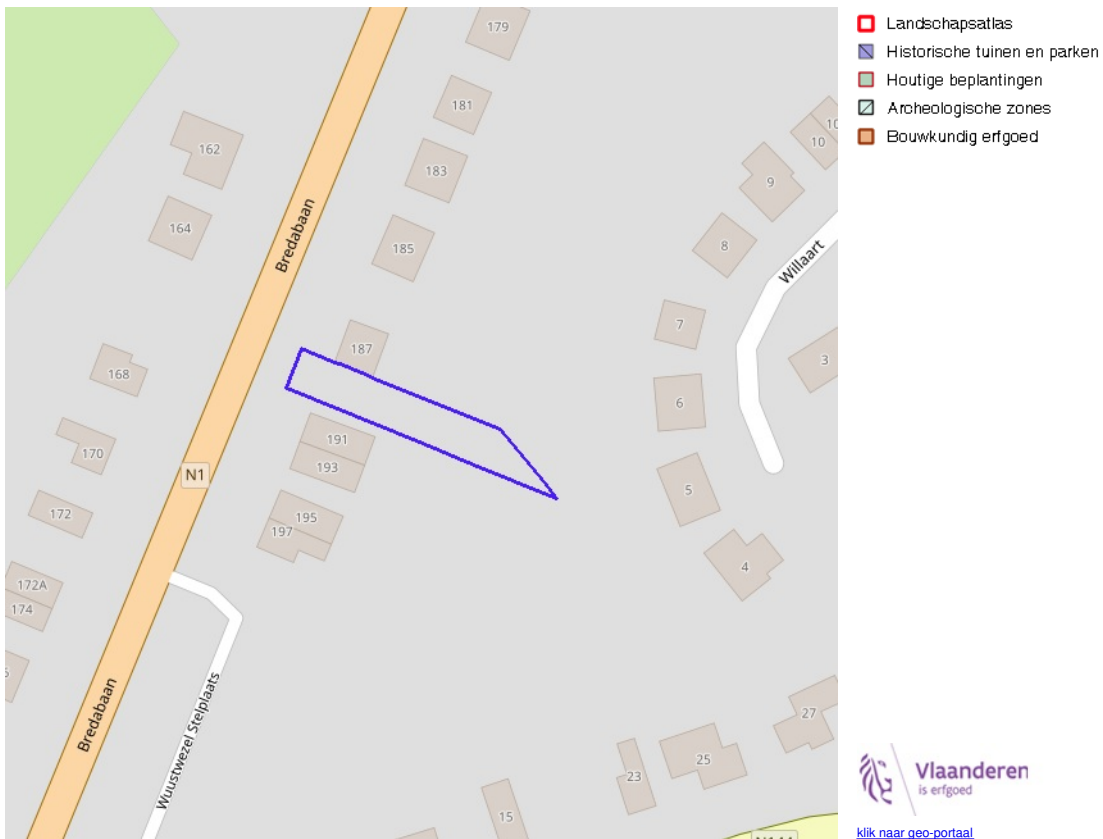 179
181
162
183
164
185
Bredabaan
187
168
191
193
170
N1
172
195
197
172A
174
Bredabaan
Wuustwezel Stelplaats
10
10
9
8
Willaart
7
3
6
5
4
27
25
23
15
Landschapsatlas
Historische tuinen en parken
Houtige beplantingen
Archeologische zones
Bouwkundig erfgoed
Vlaanderen
is erfgoed
klik naar geo-portaal